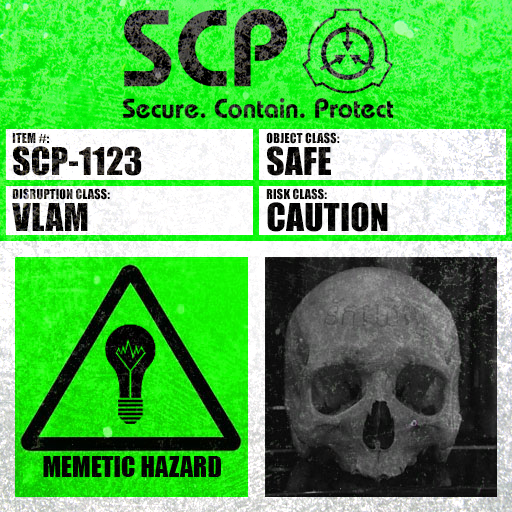 SCP
Secure. Contain. Protect
ITEM #:
SCP-1123
OBJECT CLASS:
SAFE
DISRUPTION CLASS:
VLAM
RISK CLASS:
CAUTION
MEMETIC HAZARD